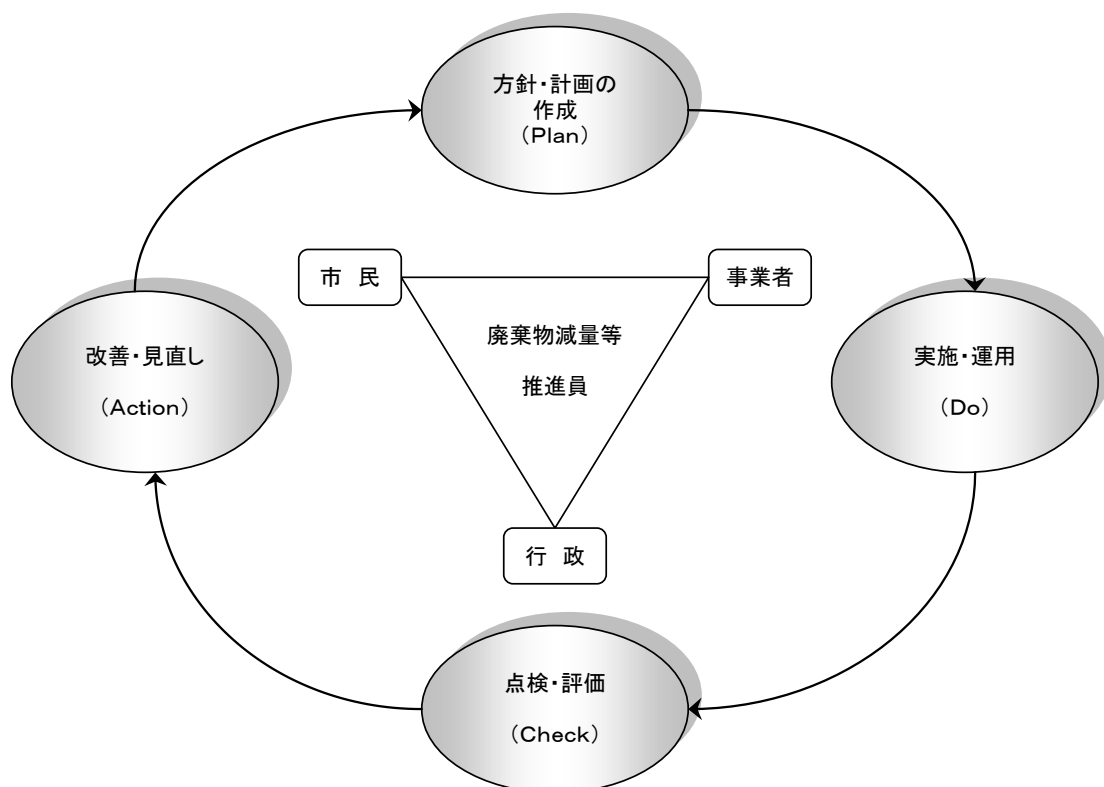 方針・計画の
作成
（Plan）
市 民
事業者
廃棄物減量等
推進員
改善・見直し
（Action）
実施・運用
（Do）
行 政
点検・評価
（Check）